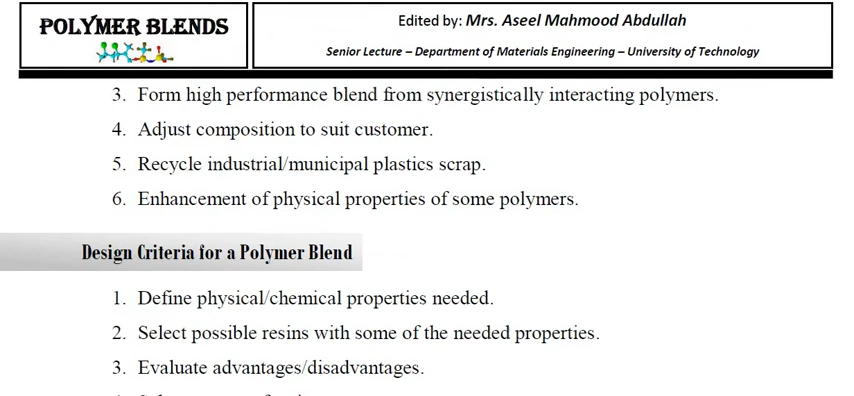 POLYMER BLENDS
Edited by: Mrs. Aseel Mahmood Abdullah
Senior Lecture – Department of Materials Engineering – University of Technology
3. Form high performance blend from synergistically interacting polymers.
4. Adjust composition to suit customer.
5. Recycle industrial/municipal plastics scrap.
6. Enhancement of physical properties of some polymers.
Design Criteria for a Polymer Blend
1. Define physical/chemical properties needed.
2. Select possible resins with some of the needed properties.
3. Evaluate advantages/disadvantages.